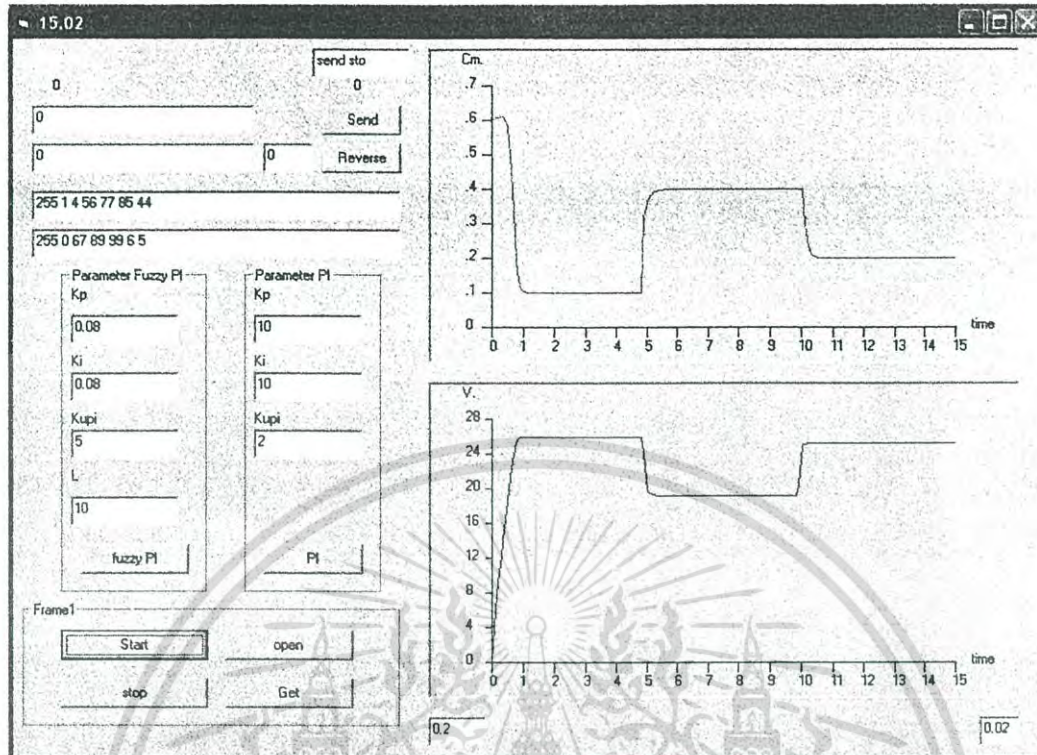 15.02
send sto
0 0
0
Send
0 0
Reverse
255 1 4 56 77 85 44
255 0 67 89 99 6 5
Parameter Fuzzy PI
Kp
0.08
Ki
0.08
Kupi
5
L
10
fuzzy PI
Parameter PI
Kp
10
Ki
10
Kupi
2
PI
Frame1
Start
open
stop
Get
Cm.
.7
.6
.5
.4
.3
.2
.1
0
0 1 2 3 4 5 6 7 8 9 10 11 12 13 14 15
time
V.
28
24
20
16
12
8
4
0
0 1 2 3 4 5 6 7 8 9 10 11 12 13 14 15
time
0.2
0.02